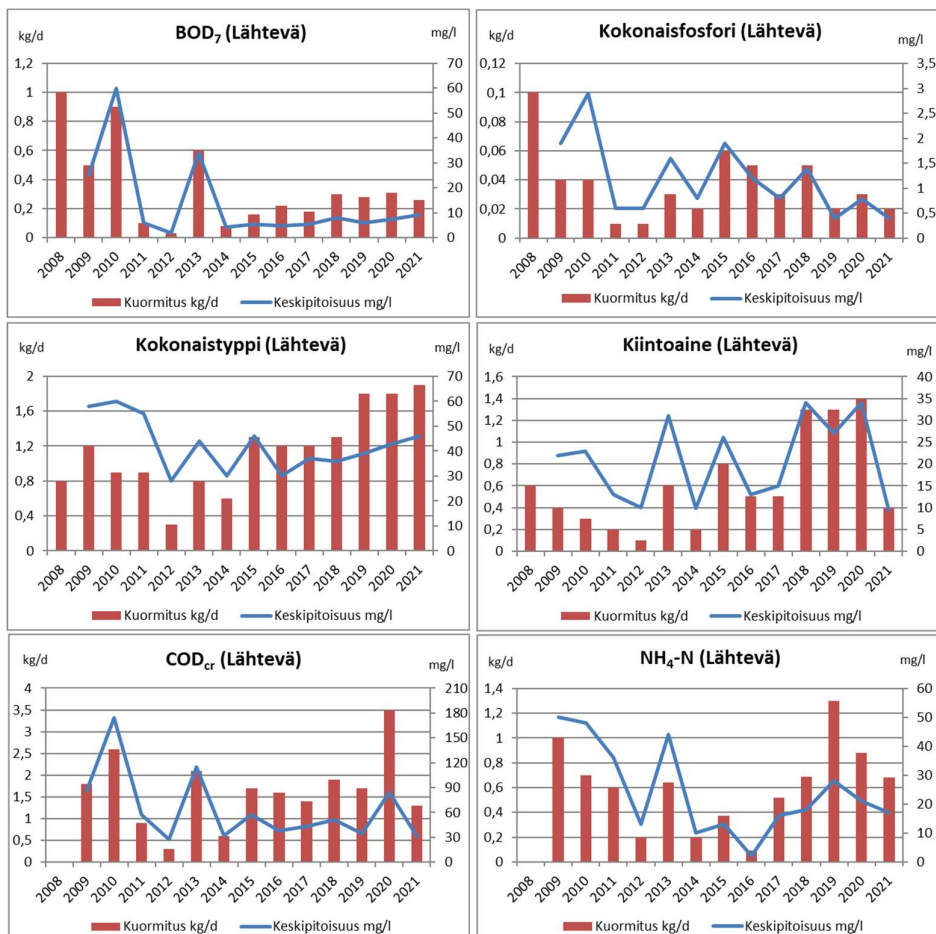 kg/d BOD₇ (Lähtevä) mg/l
1,2 70
1 60
0,8 50
0,6 40
0,4 30
0,2 20
0 10
0
2008 2009 2010 2011 2012 2013 2014 2015 2016 2017 2018 2019 2020 2021
Kuormitus kg/d Keskipitoisuus mg/l
kg/d Kokonaisfosfori (Lähtevä) mg/l
0,12 3,5
0,1 3
0,08 2,5
0,06 2
0,04 1,5
0,02 1
0 0,5
0
2008 2009 2010 2011 2012 2013 2014 2015 2016 2017 2018 2019 2020 2021
Kuormitus kg/d Keskipitoisuus mg/l
kg/d Kokonaistyppi (Lähtevä) mg/l
2 70
1,6 60
1,2 50
0,8 40
0,4 30
0 20
10
0
2008 2009 2010 2011 2012 2013 2014 2015 2016 2017 2018 2019 2020 2021
Kuormitus kg/d Keskipitoisuus mg/l
kg/d Kiintoaine (Lähtevä) mg/l
1,6 40
1,4 35
1,2 30
1 25
0,8 20
0,6 15
0,4 10
0,2 5
0 0
2008 2009 2010 2011 2012 2013 2014 2015 2016 2017 2018 2019 2020 2021
Kuormitus kg/d Keskipitoisuus mg/l
kg/d CODcr (Lähtevä) mg/l
4 210
3,5 180
3 150
2,5 120
2 90
1,5 60
1 30
0,5 0
0
2008 2009 2010 2011 2012 2013 2014 2015 2016 2017 2018 2019 2020 2021
Kuormitus kg/d Keskipitoisuus mg/l
kg/d NH₄-N (Lähtevä) mg/l
1,4 60
1,2 50
1 40
0,8 30
0,6 20
0,4 10
0,2 0
0
2008 2009 2010 2011 2012 2013 2014 2015 2016 2017 2018 2019 2020 2021
Kuormitus kg/d Keskipitoisuus mg/l